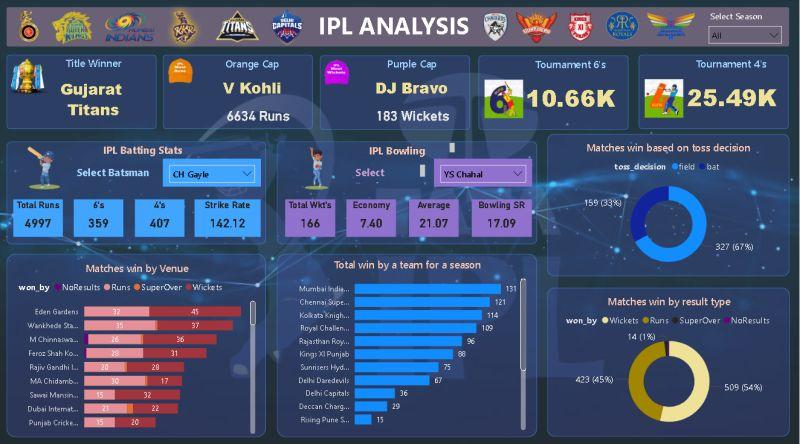 IPL ANALYSIS
Select Season
All
MUMBAI
INDIANS
KKR
TITANS
DELHI
CAPITALS
Title Winner
Gujarat
Titans
Orange Cap
V Kohli
6634 Runs
Purple Cap
DJ Bravo
183 Wickets
Tournament 6's
10.66K
Tournament 4's
25.49K
IPL Batting Stats
Select Batsman
CH Gayle
Total Runs
4997
6's
359
4's
407
Strike Rate
142.12
IPL Bowling
Select
YS Chahal
Total Wkt's
166
Economy
7.40
Average
21.07
Bowling SR
17.09
Matches win based on toss decision
toss_decision field bat
159 (33%)
327 (67%)
Matches win by Venue
won_by NoResults Runs SuperOver Wickets
Eden Gardens 32 45
Wankhede Sta... 35 37
M Chinnaswa... 26 36
Feroz Shah Ko... 28 31
Rajiv Gandhi I... 20 28
MA Chidamb... 30 17
Sawai Mansin... 15 32
Dubai Internat... 21 22
Punjab Cricke... 15 20
Total win by a team for a season
Mumbai India... 131
Chennai Supe... 121
Kolkata Knigh... 114
Royal Challen... 109
Rajasthan Roy... 96
Kings XI Punjab 88
Sunrisers Hyd... 75
Delhi Daredevils 67
Delhi Capitals 36
Deccan Charg... 29
Rising Pune S... 15
Matches win by result type
won_by Wickets Runs SuperOver NoResults
14 (1%)
423 (45%)
509 (54%)